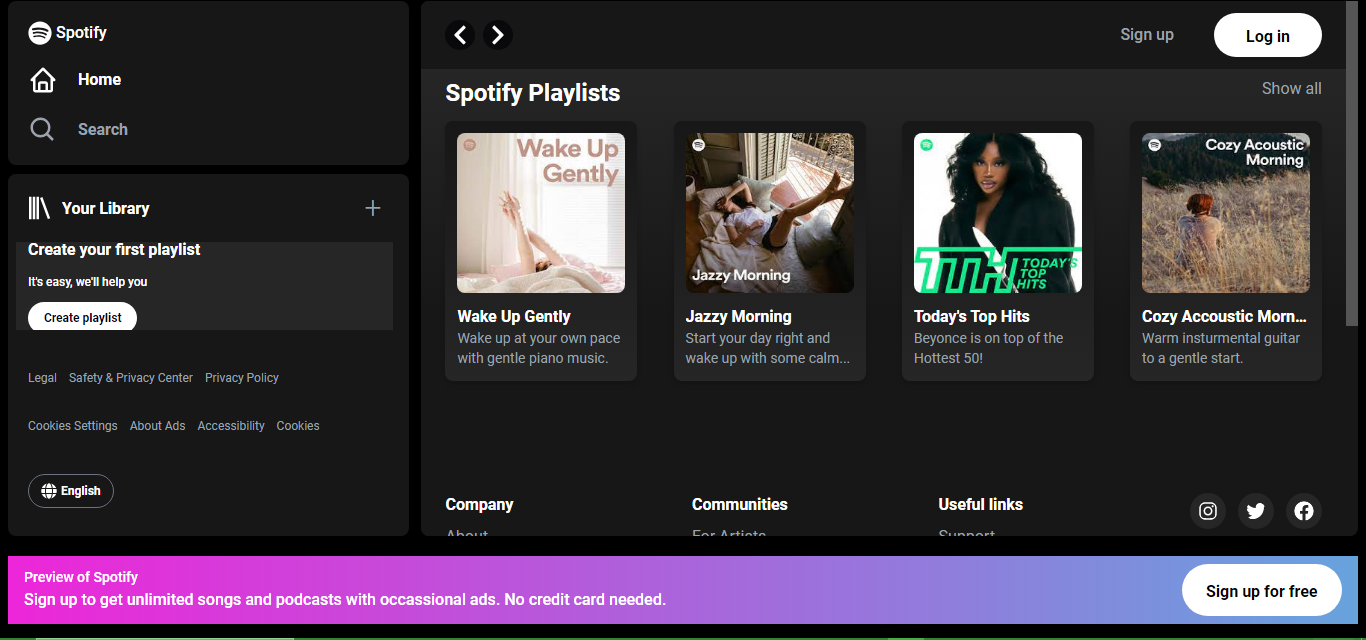 Spotify
Home
Search
Your Library
Create your first playlist
It's easy, we'll help you
Create playlist
Legal Safety & Privacy Center Privacy Policy
Cookies Settings About Ads Accessibility Cookies
English
Sign up
Log in
Spotify Playlists
Show all
Wake Up
Gently
Wake Up Gently
Wake up at your own pace
with gentle piano music.
Jazzy Morning
Jazzy Morning
Start your day right and
wake up with some calm...
TTH
TODAY'S
TOP
HITS
Today's Top Hits
Beyonce is on top of the
Hottest 50!
Cozy Acoustic
Morning
Cozy Accoustic Morn...
Warm insturmental guitar
to a gentle start.
Company
About
Communities
For Artists
Useful links
Support
Preview of Spotify
Sign up to get unlimited songs and podcasts with occassional ads. No credit card needed.
Sign up for free